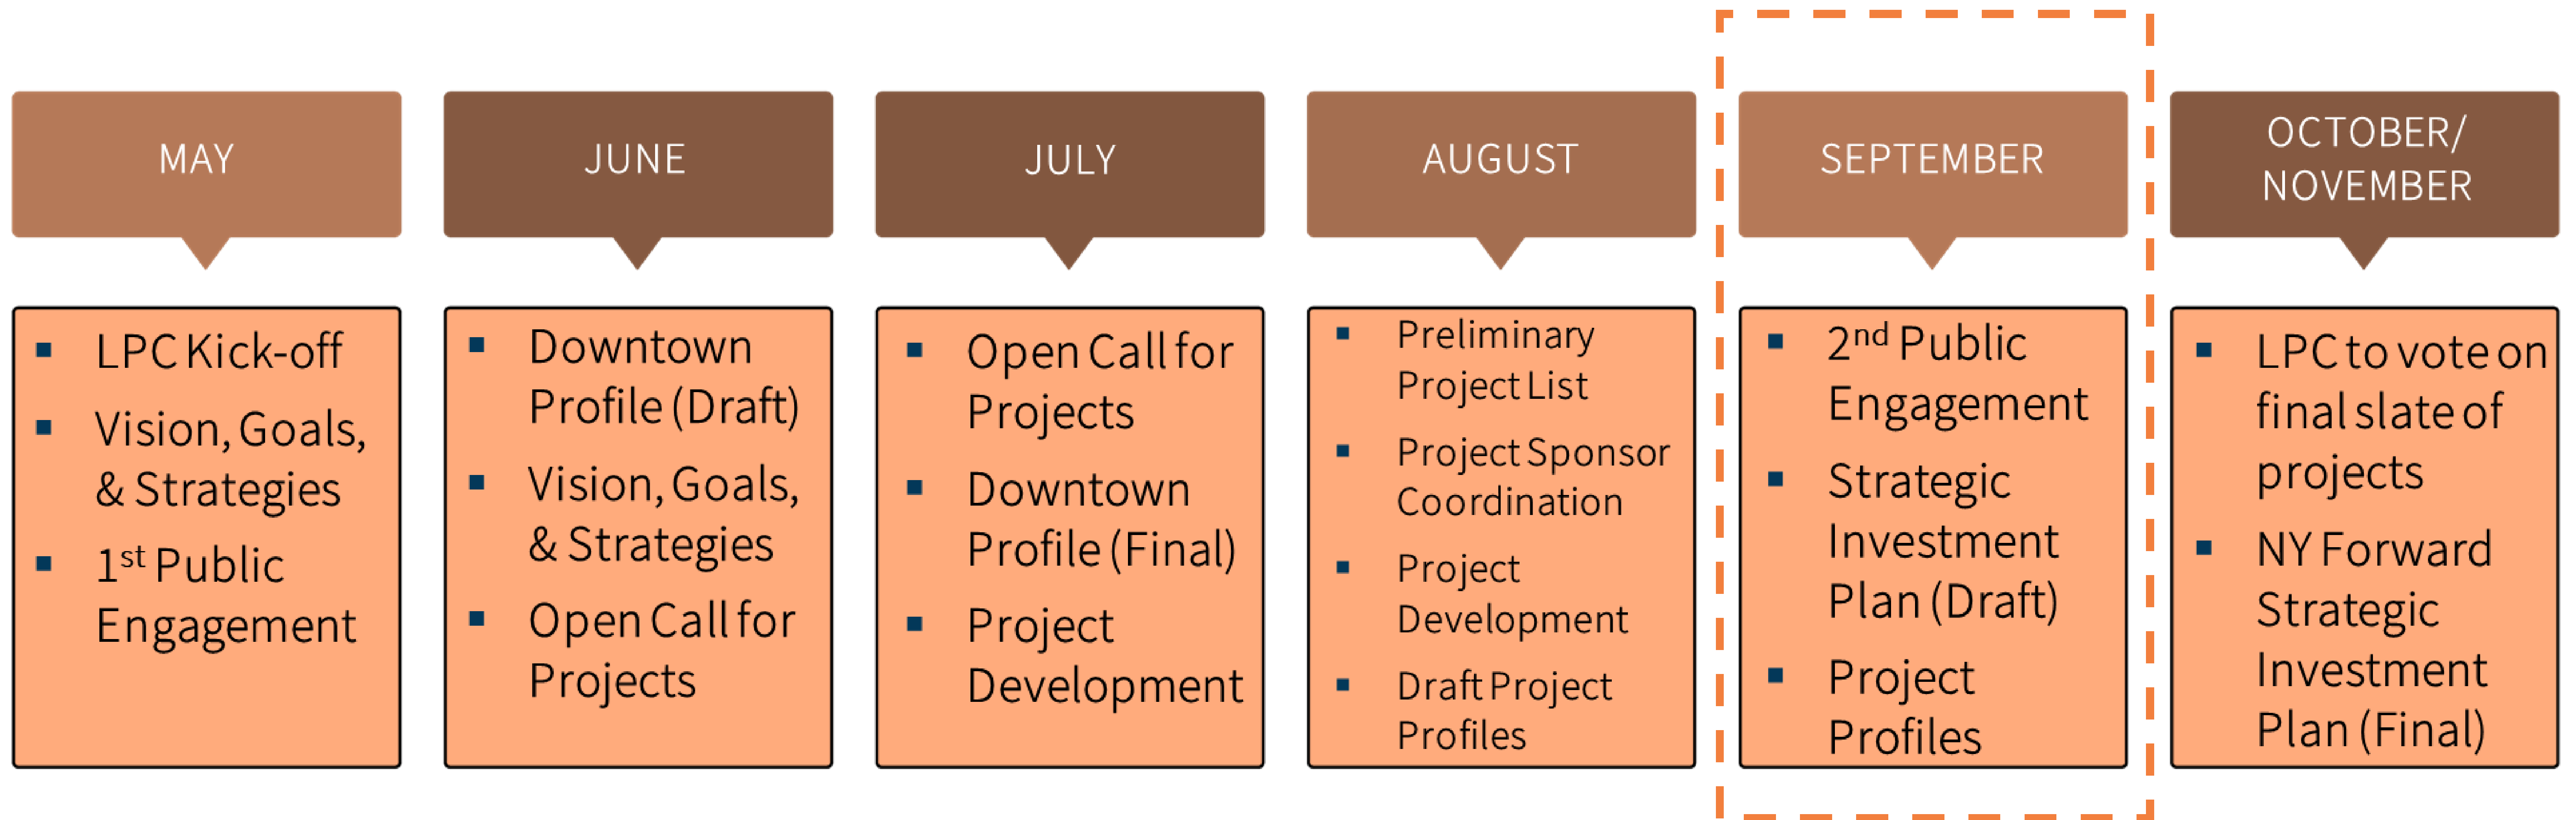 MAY
LPC Kick-off
Vision, Goals,
& Strategies
1st Public
Engagement
JUNE
Downtown
Profile (Draft)
Vision, Goals,
& Strategies
Open Call for
Projects
JULY
Open Call for
Projects
Downtown
Profile (Final)
Project
Development
AUGUST
Preliminary
Project List
Project Sponsor
Coordination
Project
Development
Draft Project
Profiles
SEPTEMBER
2nd Public
Engagement
Strategic
Investment
Plan (Draft)
Project
Profiles
OCTOBER/
NOVEMBER
LPC to vote on
final slate of
projects
NY Forward
Strategic
Investment
Plan (Final)